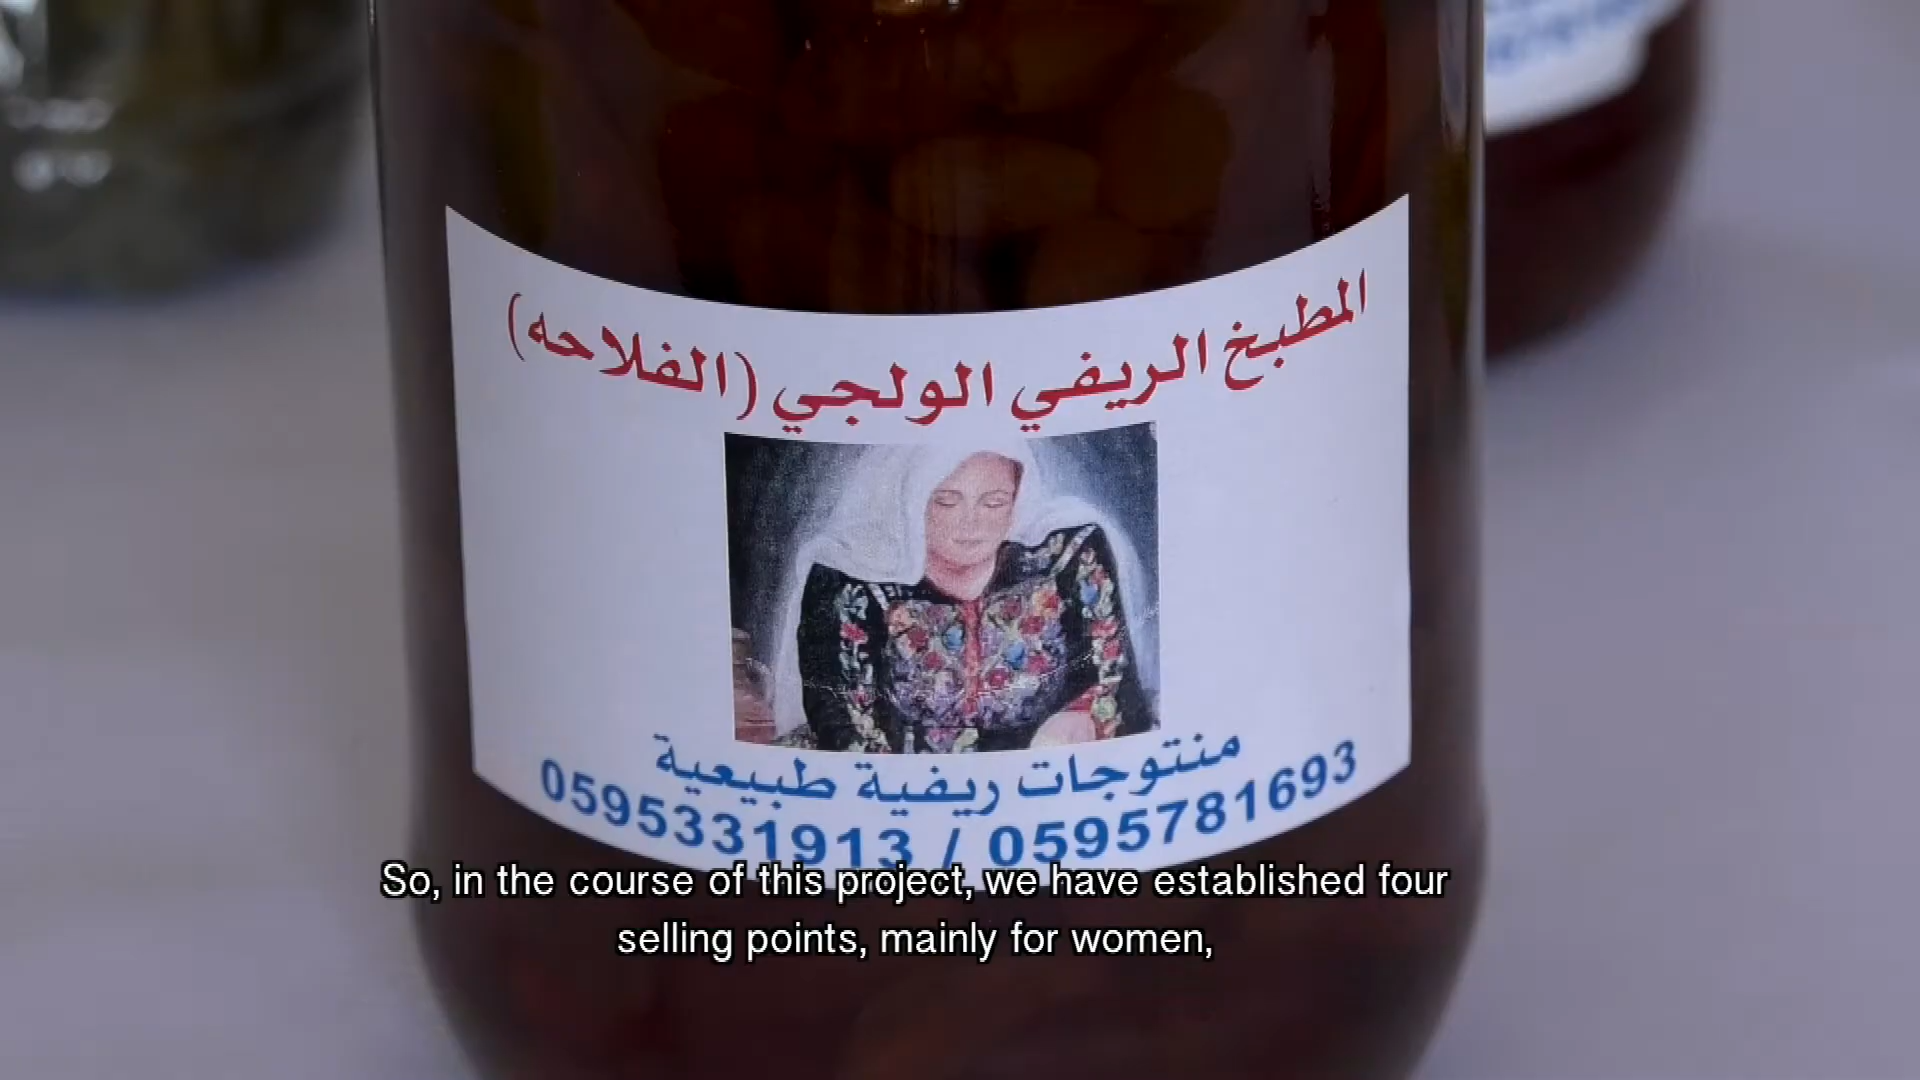 المطبخ الريفي الولجي (الفلاحه)
منتوجات ريفية طبيعية
0595331913 / 0595781693
So, in the course of this project, we have established four
selling points, mainly for women,